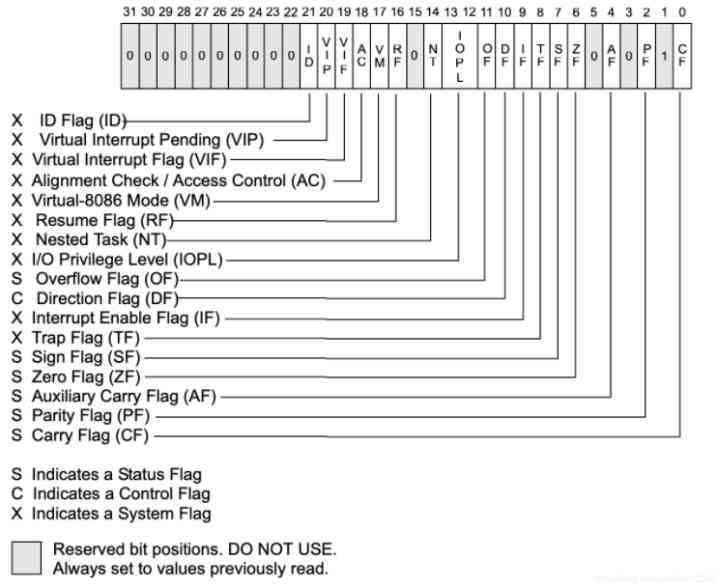 31 30 29 28 27 26 25 24 23 22 21 20 19 18 17 16 15 14 13 12 11 10 9 8 7 6 5 4 3 2 1 0
0 0 0 0 0 0 0 0 0 0 ID VIP VIF AC VM RF 0 NT IOPL OF DF IF TF SF ZF 0 AF 0 PF 1 CF
X ID Flag (ID)
X Virtual Interrupt Pending (VIP)
X Virtual Interrupt Flag (VIF)
X Alignment Check / Access Control (AC)
X Virtual-8086 Mode (VM)
X Resume Flag (RF)
X Nested Task (NT)
X I/O Privilege Level (IOPL)
S Overflow Flag (OF)
C Direction Flag (DF)
X Interrupt Enable Flag (IF)
X Trap Flag (TF)
S Sign Flag (SF)
S Zero Flag (ZF)
S Auxiliary Carry Flag (AF)
S Parity Flag (PF)
S Carry Flag (CF)
S Indicates a Status Flag
C Indicates a Control Flag
X Indicates a System Flag
Reserved bit positions. DO NOT USE.
Always set to values previously read.